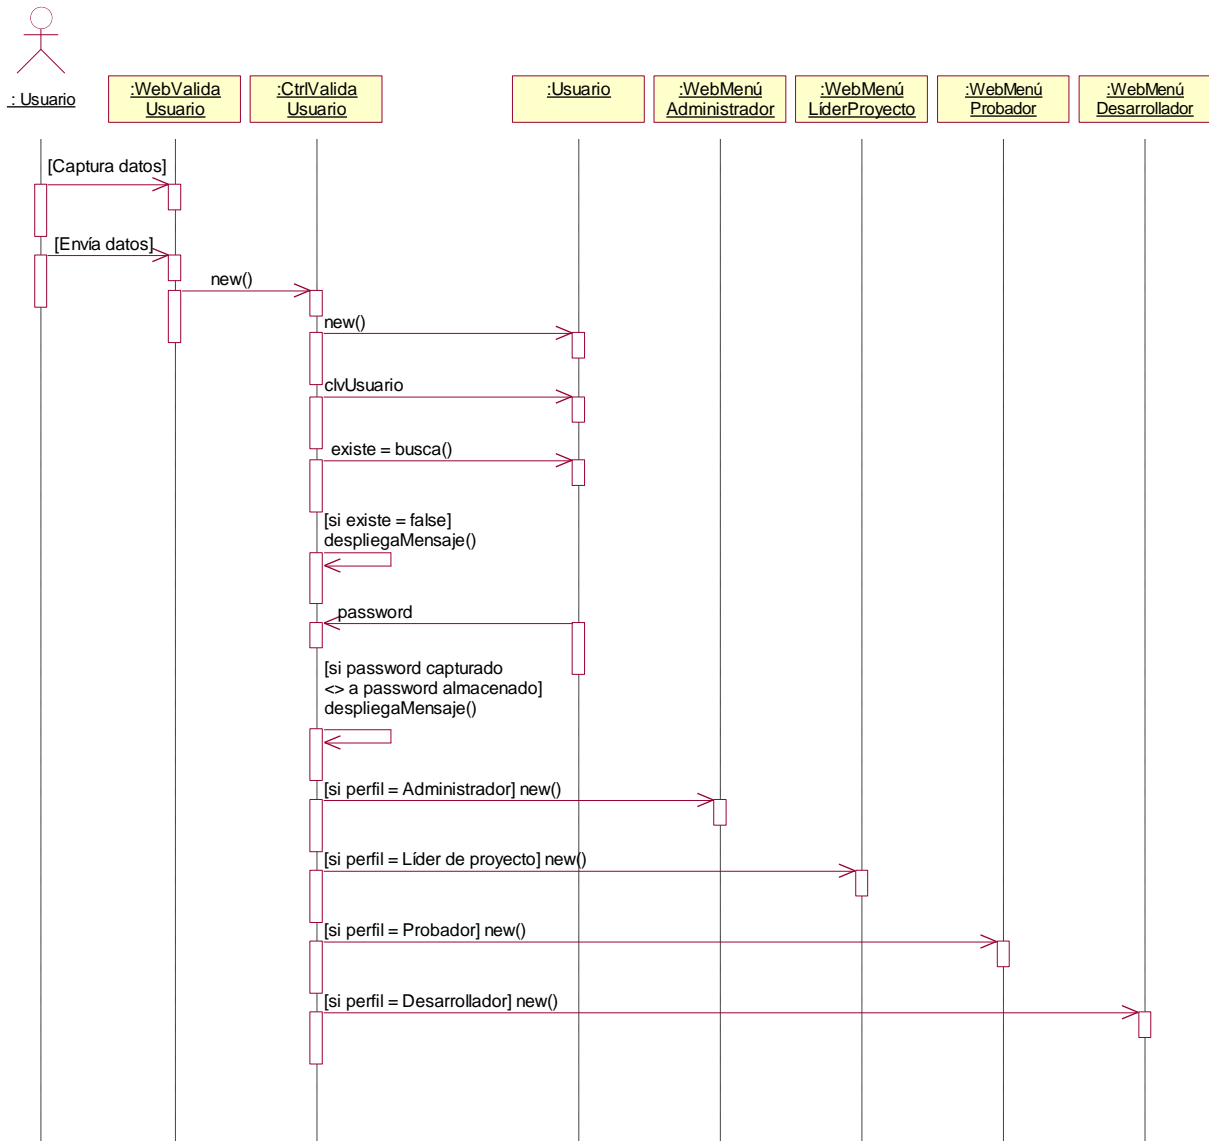 : Usuario
:WebValida
Usuario
:CtrlValida
Usuario
:Usuario
:WebMenú
Administrador
:WebMenú
LíderProyecto
:WebMenú
Probador
:WebMenú
Desarrollador
[Captura datos]
[Envía datos]
new()
new()
clvUsuario
existe = busca()
[si existe = false]
despliegaMensaje()
password
[si password capturado
<> a password almacenado]
despliegaMensaje()
[si perfil = Administrador] new()
[si perfil = Líder de proyecto] new()
[si perfil = Probador] new()
[si perfil = Desarrollador] new()